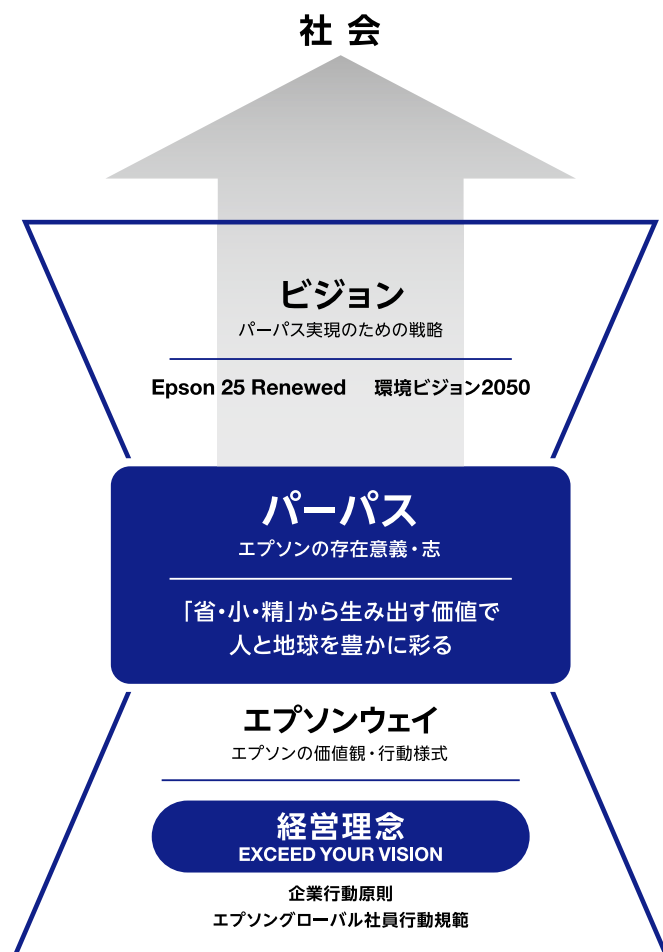 社 会
ビジョン
パーパス実現のための戦略
Epson 25 Renewed 環境ビジョン2050
パーパス
エプソンの存在意義・志
「省・小・精」から生み出す価値で
人と地球を豊かに彩る
エプソンウェイ
エプソンの価値観・行動様式
経営理念
EXCEED YOUR VISION
企業行動原則
エプソングローバル社員行動規範